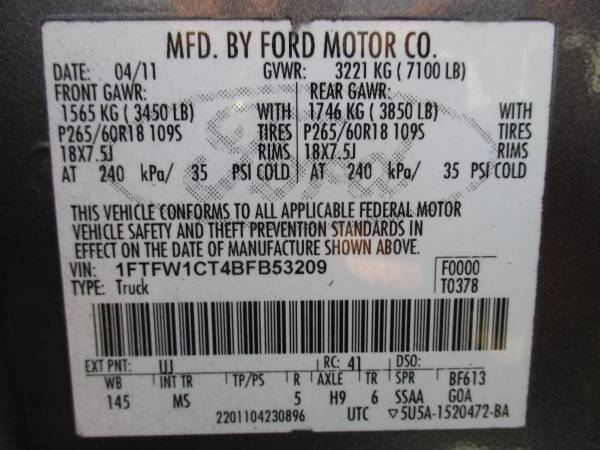 MFD. BY FORD MOTOR CO.
DATE: 04/11 GVWR: 3221 KG ( 7100 LB)
FRONT GAWR: REAR GAWR:
1565 KG ( 3450 LB) WITH 1746 KG ( 3850 LB) WITH
P265/60R18 109S TIRES P265/60R18 109S TIRES
18X7.5J RIMS 18X7.5J RIMS
AT 240 kPa/ 35 PSI COLD AT 240 kPa/ 35 PSI COLD
Ford
THIS VEHICLE CONFORMS TO ALL APPLICABLE FEDERAL MOTOR
VEHICLE SAFETY AND THEFT PREVENTION STANDARDS IN
EFFECT ON THE DATE OF MANUFACTURE SHOWN ABOVE.
VIN: 1FTFW1CT4BFB53209 F0000
TYPE: Truck T0378
EXT PNT: UJ RC: 41 DSO:
WB INT TR TP/PS R AXLE TR SPR BF613
145 MS 5 H9 6 SSAA GOA
2201104230896 UTC ▽5U5A-1520472-BA